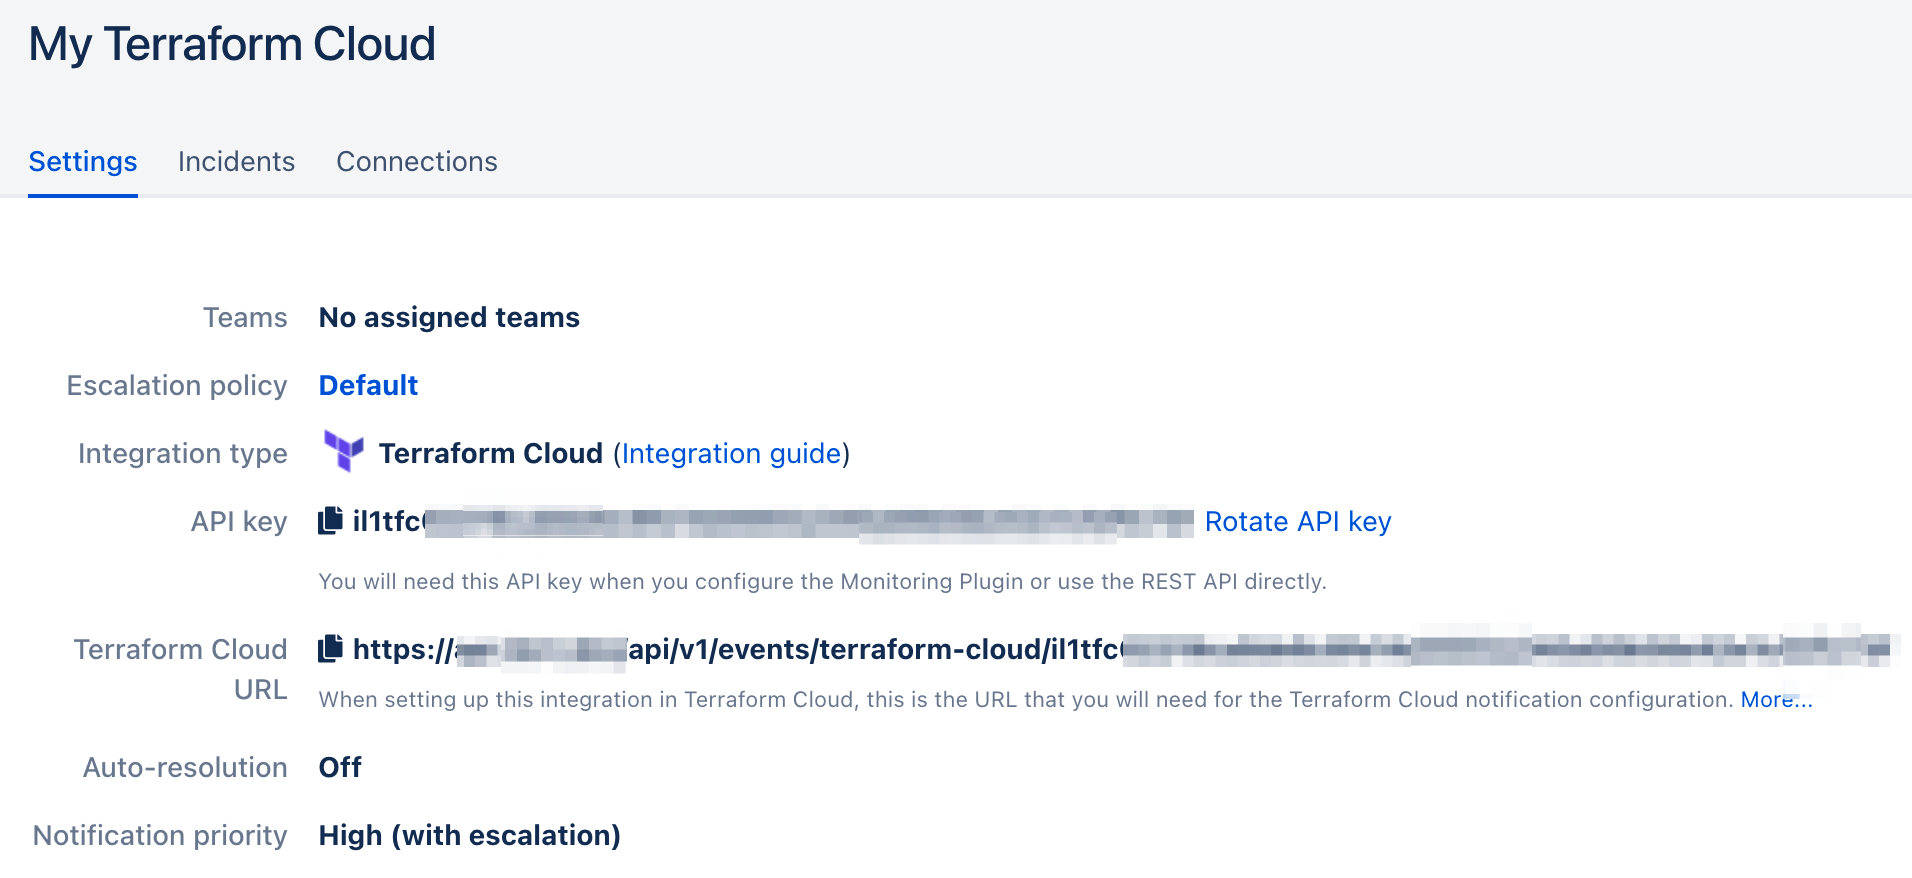 My Terraform Cloud
Settings Incidents Connections
Teams No assigned teams
Escalation policy Default
Integration type Terraform Cloud (Integration guide)
API key il1tfc Rotate API key
You will need this API key when you configure the Monitoring Plugin or use the REST API directly.
Terraform Cloud URL https:// /api/v1/events/terraform-cloud/il1tfc
When setting up this integration in Terraform Cloud, this is the URL that you will need for the Terraform Cloud notification configuration. More...
Auto-resolution Off
Notification priority High (with escalation)